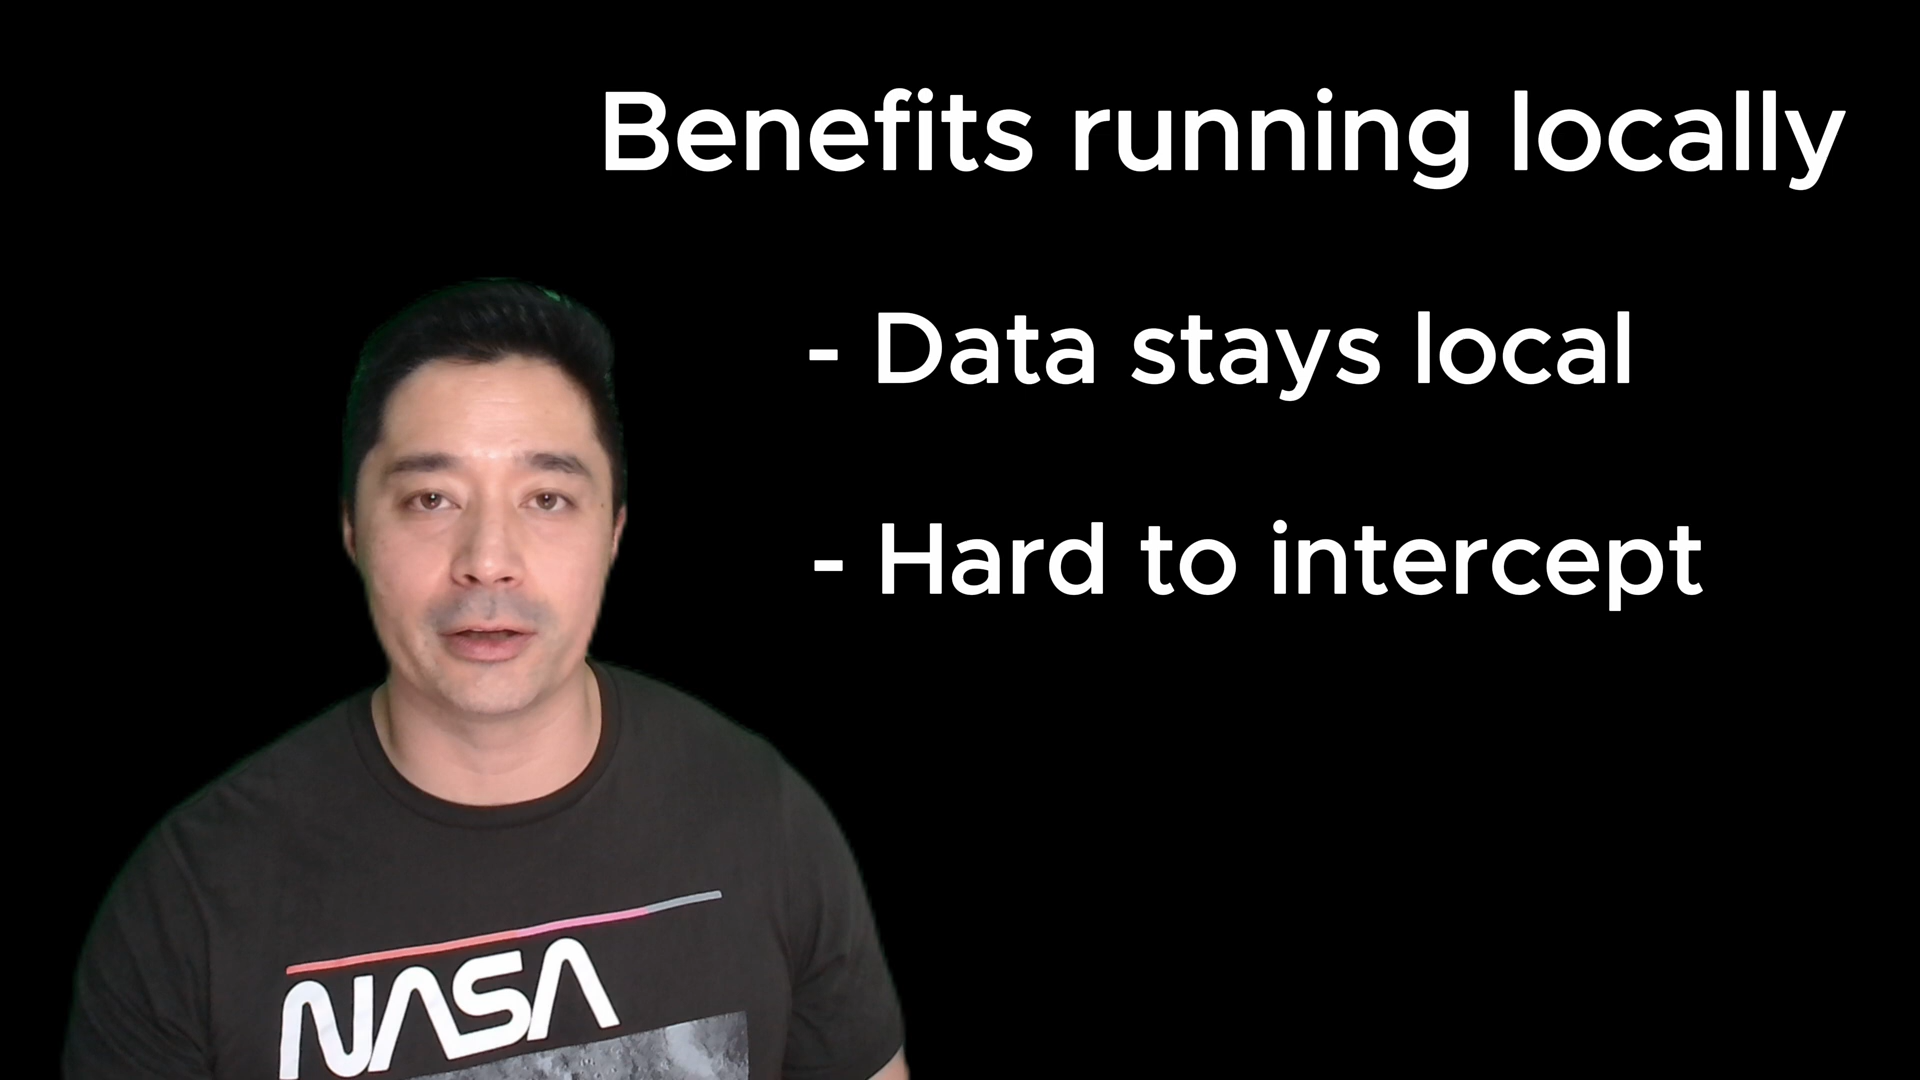 Benefits running locally
- Data stays local
- Hard to intercept
NASA